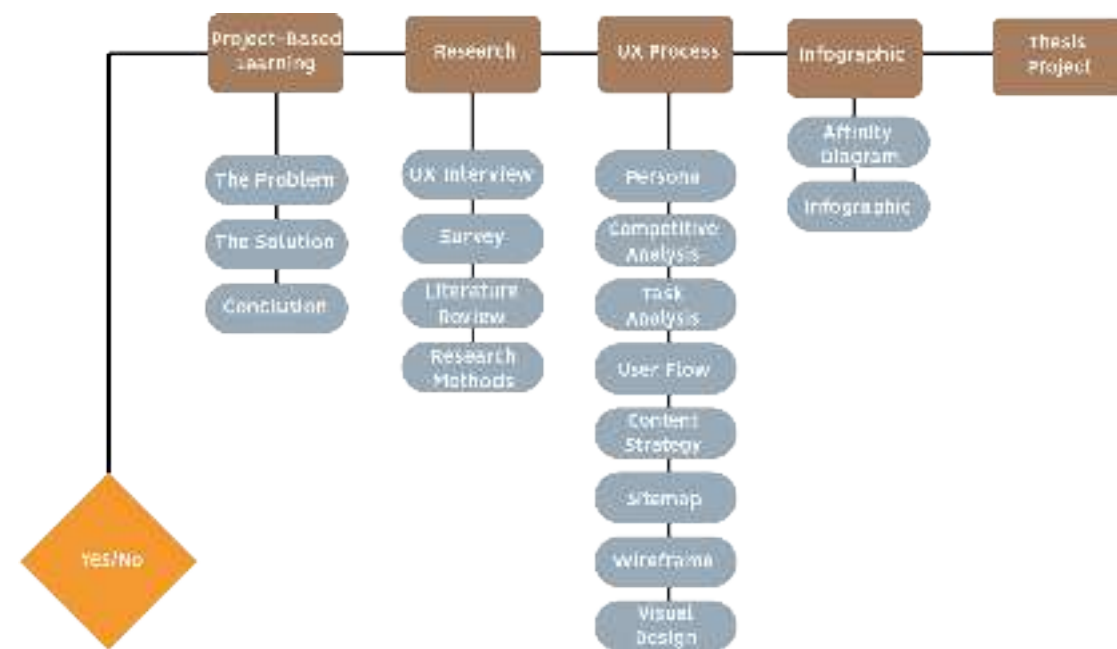 Project-Based
Learning
Research
UX Process
Infographic
Thesis
Project
The Problem
The Solution
Conclusion
UX Interview
Survey
Literature
Review
Research
Methods
Persona
Competitive
Analysis
Task
Analysis
User Flow
Content
Strategy
Sitemap
Wireframe
Visual
Design
Affinity
Diagram
Infographic
Yes/No